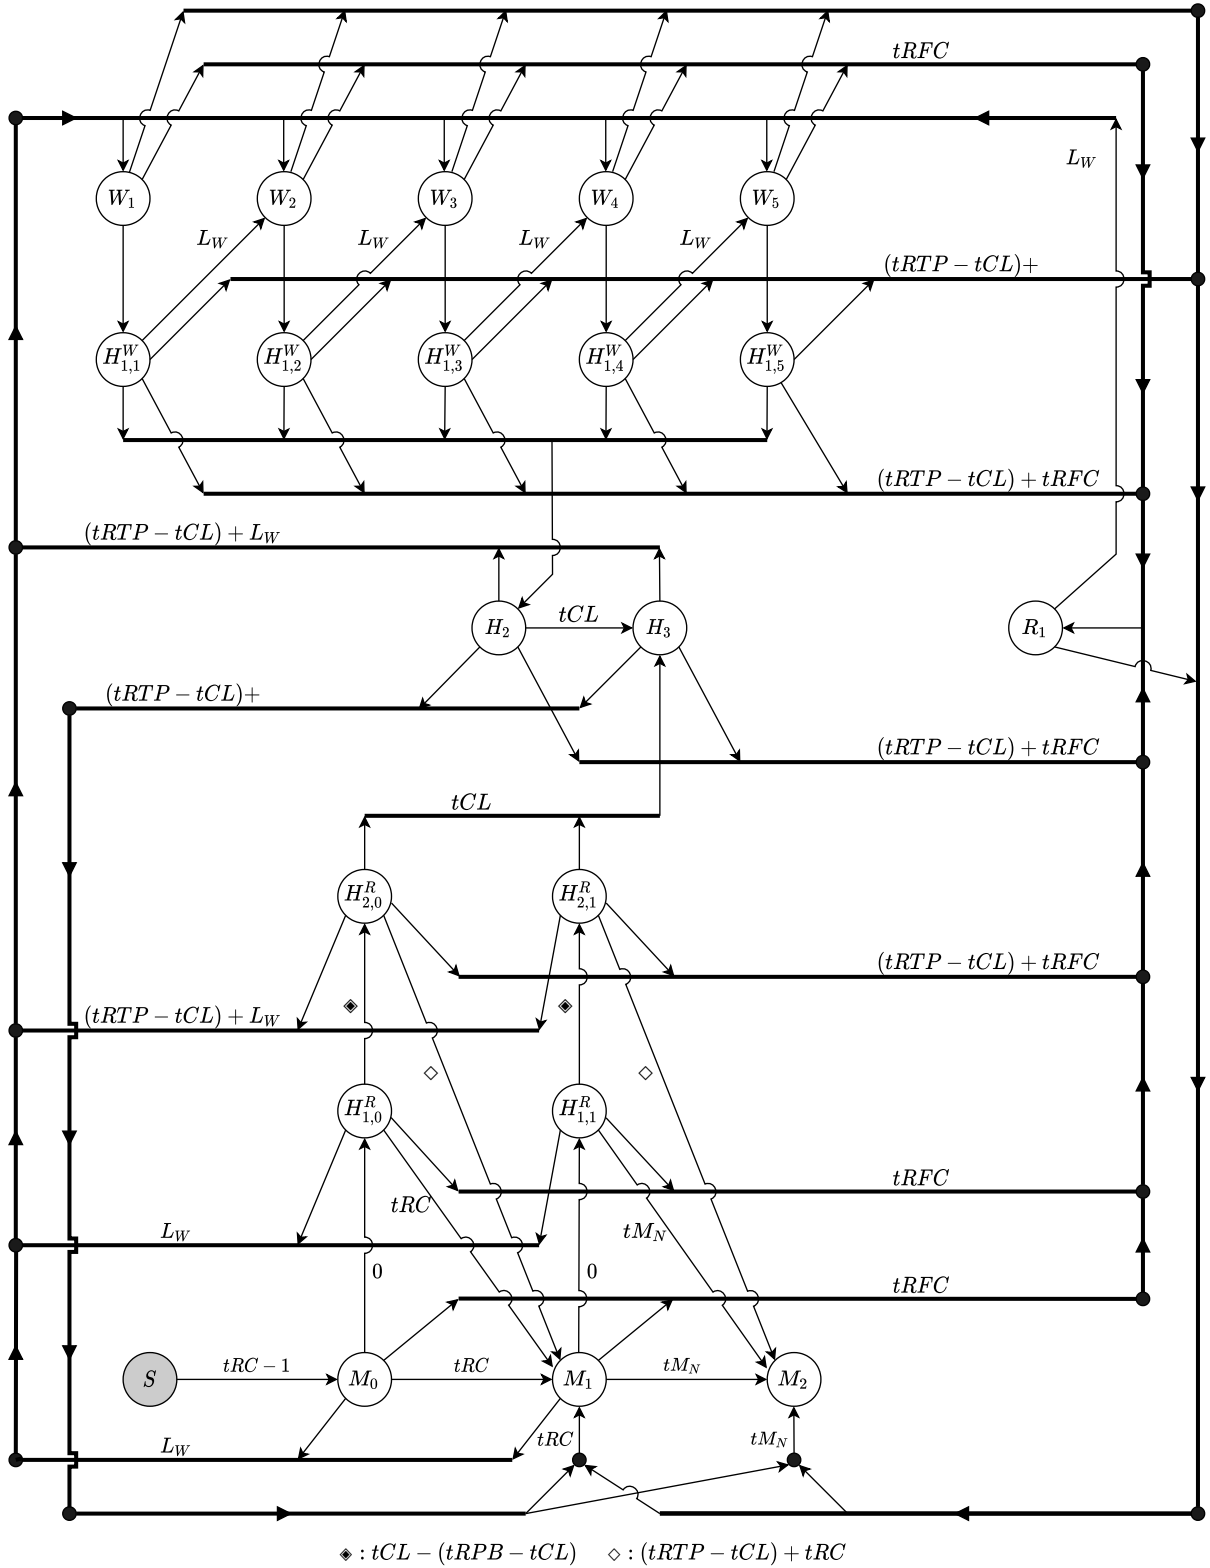 tRFC
L_W
W_1 W_2 W_3 W_4 W_5
L_W L_W L_W L_W
(tRTP − tCL)+
H^W_{1,1} H^W_{1,2} H^W_{1,3} H^W_{1,4} H^W_{1,5}
(tRTP − tCL) + tRFC
(tRTP − tCL) + L_W
tCL
H_2 H_3 R_1
(tRTP − tCL)+
(tRTP − tCL) + tRFC
tCL
H^R_{2,0} H^R_{2,1}
(tRTP − tCL) + tRFC
◈ ◈
(tRTP − tCL) + L_W
◇ ◇
H^R_{1,0} H^R_{1,1}
tRFC
tRC
L_W tM_N
0 0
tRFC
tRC − 1 tRC tM_N
S M_0 M_1 M_2
L_W tRC tM_N
◈ : tCL − (tRPB − tCL) ◇ : (tRTP − tCL) + tRC